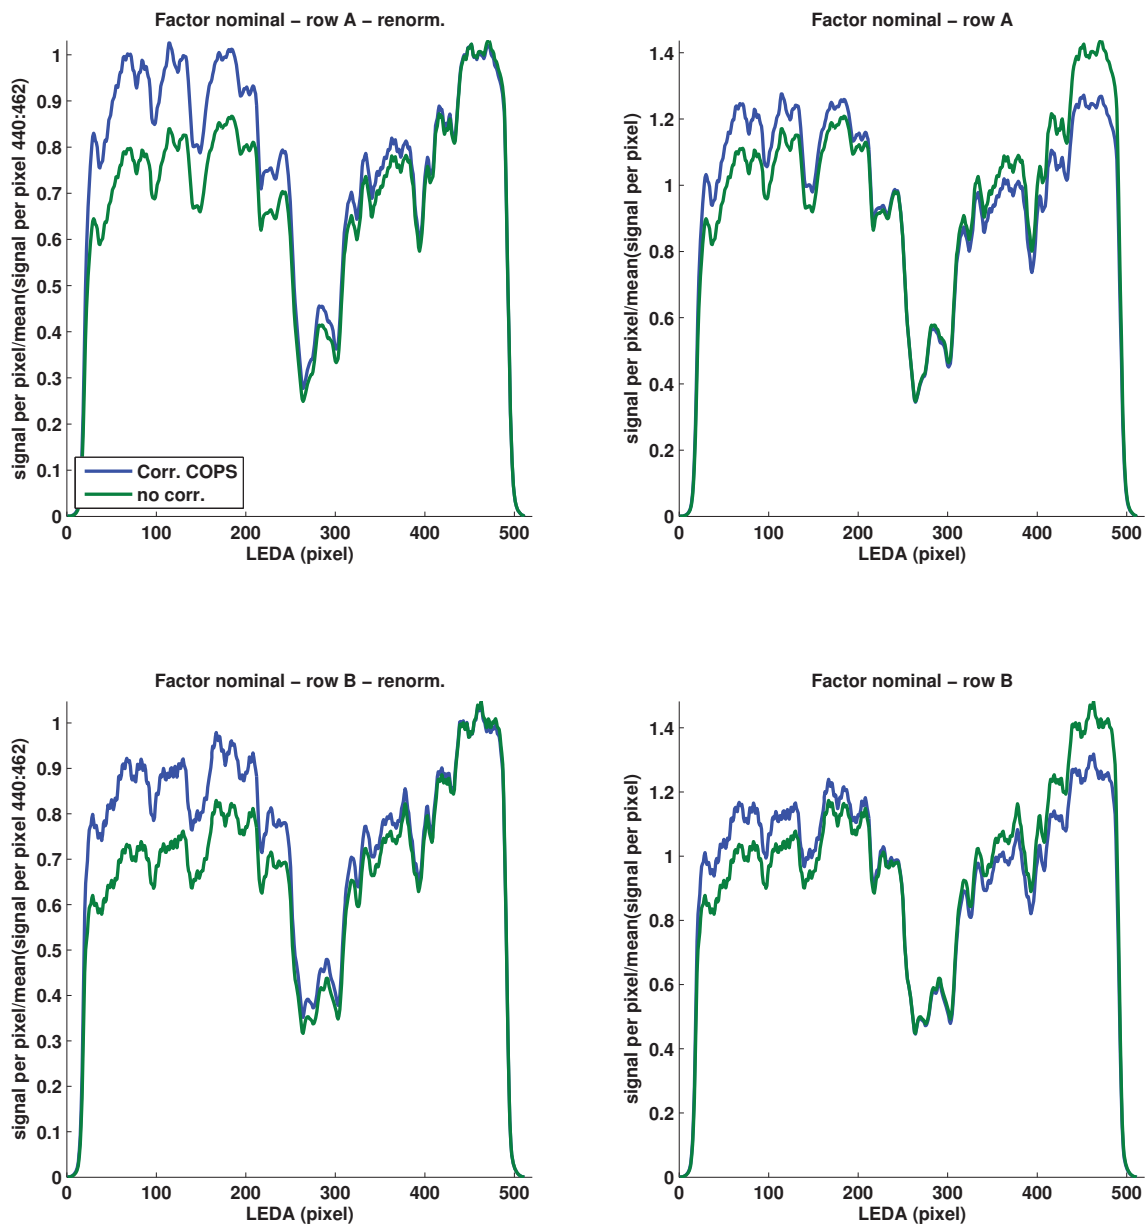 Factor nominal − row A − renorm.
signal per pixel/mean(signal per pixel 440:462)
1
0.9
0.8
0.7
0.6
0.5
0.4
0.3
0.2
0.1
0
Corr. COPS
no corr.
0 100 200 300 400 500
LEDA (pixel)
Factor nominal − row A
signal per pixel/mean(signal per pixel)
1.4
1.2
1
0.8
0.6
0.4
0.2
0
0 100 200 300 400 500
LEDA (pixel)
Factor nominal − row B − renorm.
signal per pixel/mean(signal per pixel 440:462)
1
0.9
0.8
0.7
0.6
0.5
0.4
0.3
0.2
0.1
0
0 100 200 300 400 500
LEDA (pixel)
Factor nominal − row B
signal per pixel/mean(signal per pixel)
1.4
1.2
1
0.8
0.6
0.4
0.2
0
0 100 200 300 400 500
LEDA (pixel)